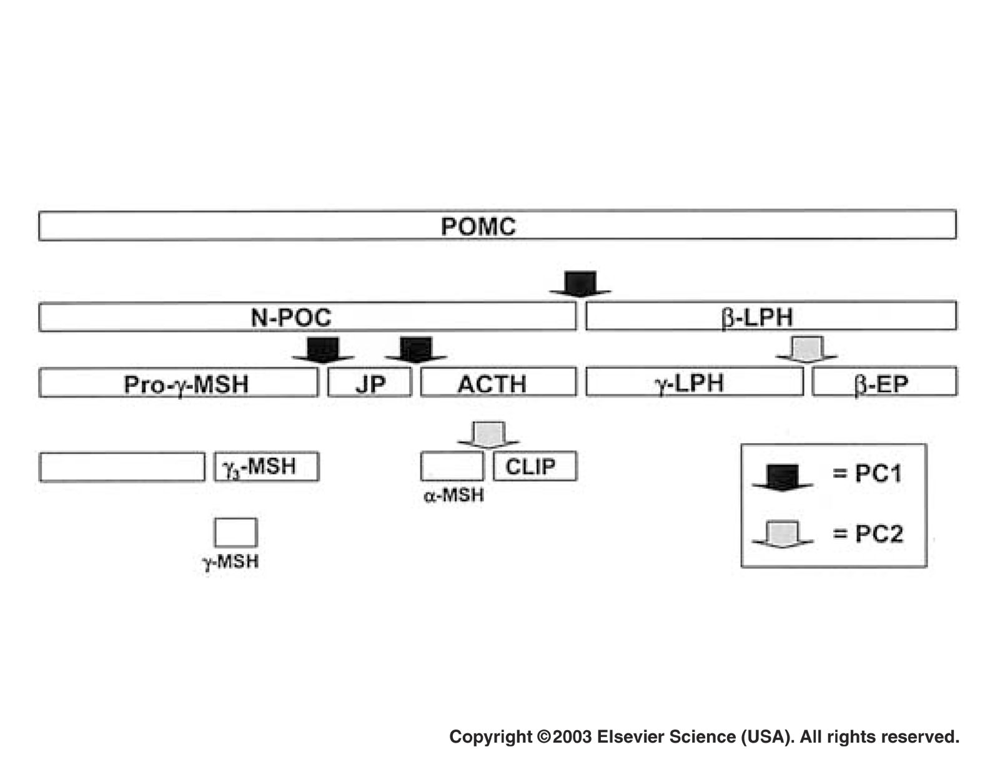 POMC
N-POC
β-LPH
Pro-γ-MSH
JP
ACTH
γ-LPH
β-EP
γ3-MSH
CLIP
α-MSH
γ-MSH
= PC1
= PC2
Copyright ©2003 Elsevier Science (USA). All rights reserved.